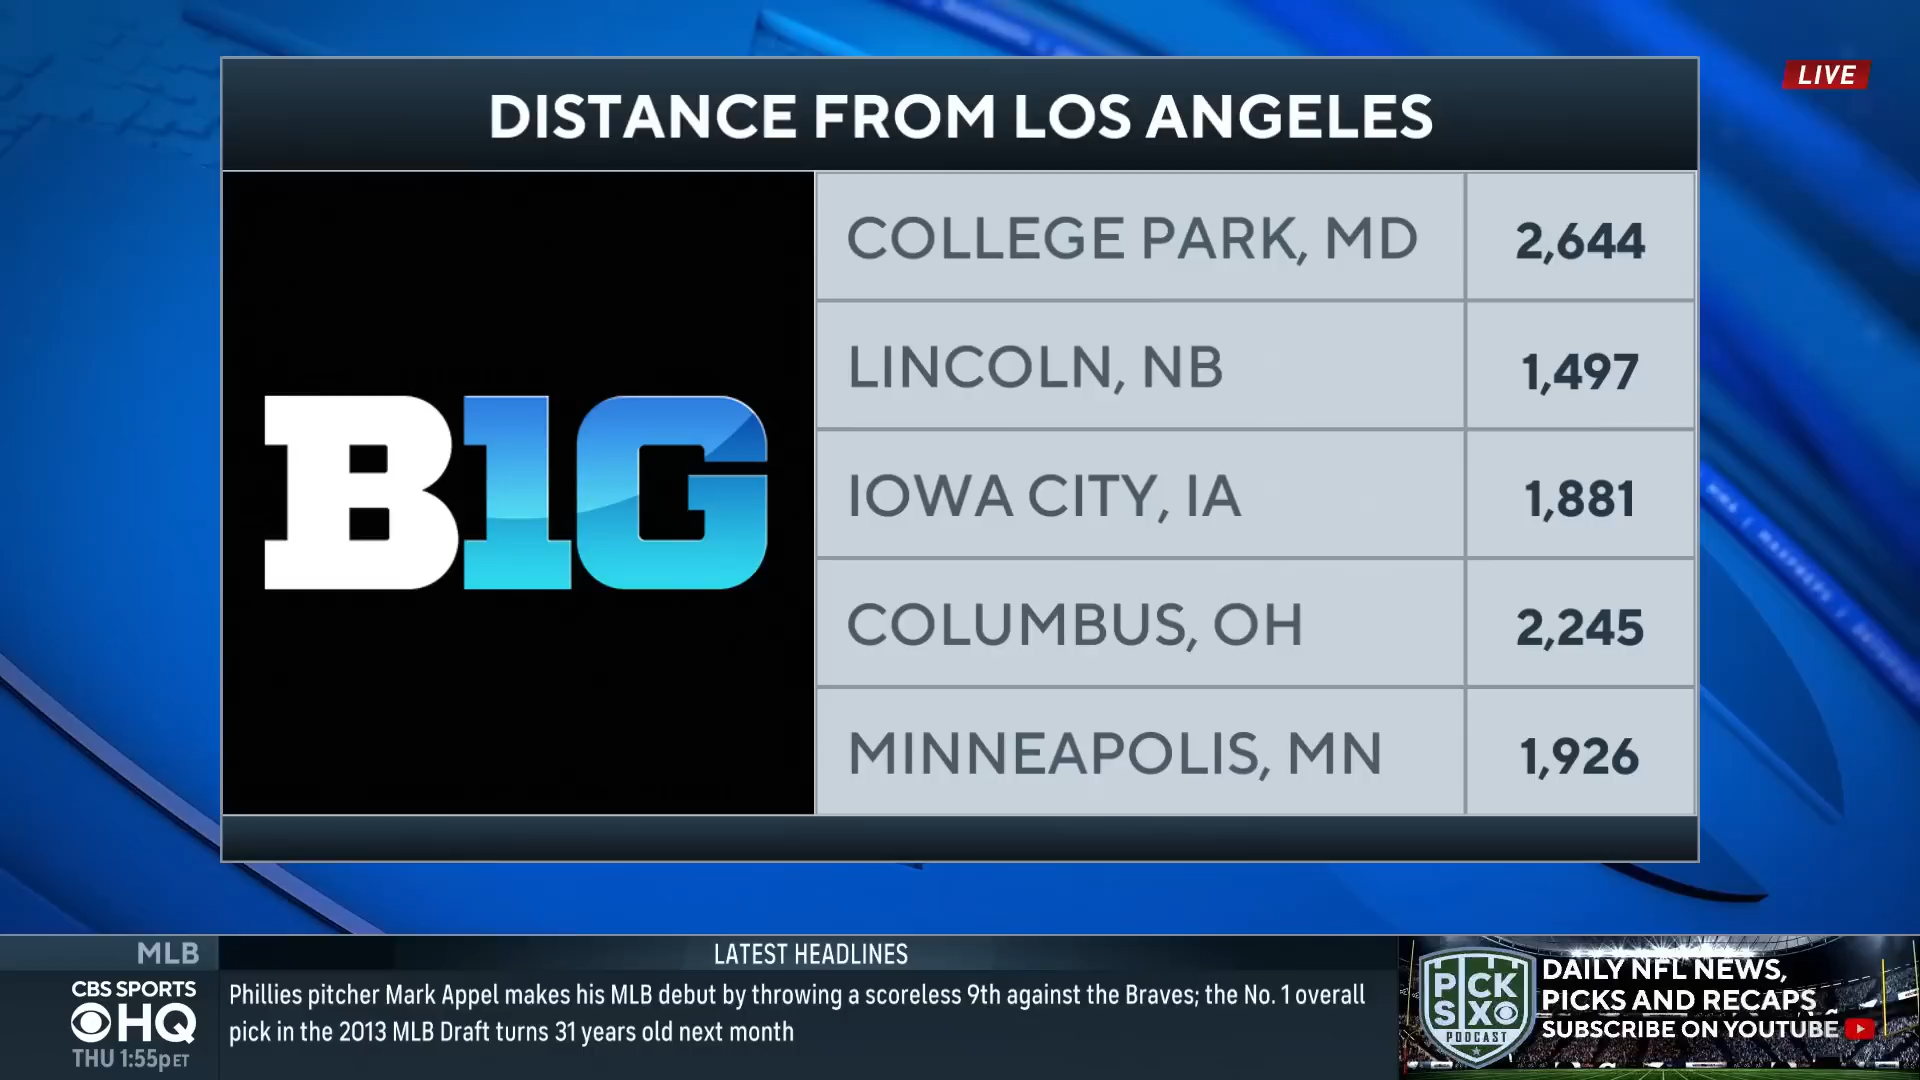 LIVE
DISTANCE FROM LOS ANGELES
B1G
COLLEGE PARK, MD 2,644
LINCOLN, NB 1,497
IOWA CITY, IA 1,881
COLUMBUS, OH 2,245
MINNEAPOLIS, MN 1,926
MLB
LATEST HEADLINES
CBS SPORTS
HQ
THU 1:55pET
Phillies pitcher Mark Appel makes his MLB debut by throwing a scoreless 9th against the Braves; the No. 1 overall
pick in the 2013 MLB Draft turns 31 years old next month
PICK
SIX
PODCAST
DAILY NFL NEWS,
PICKS AND RECAPS
SUBSCRIBE ON YOUTUBE